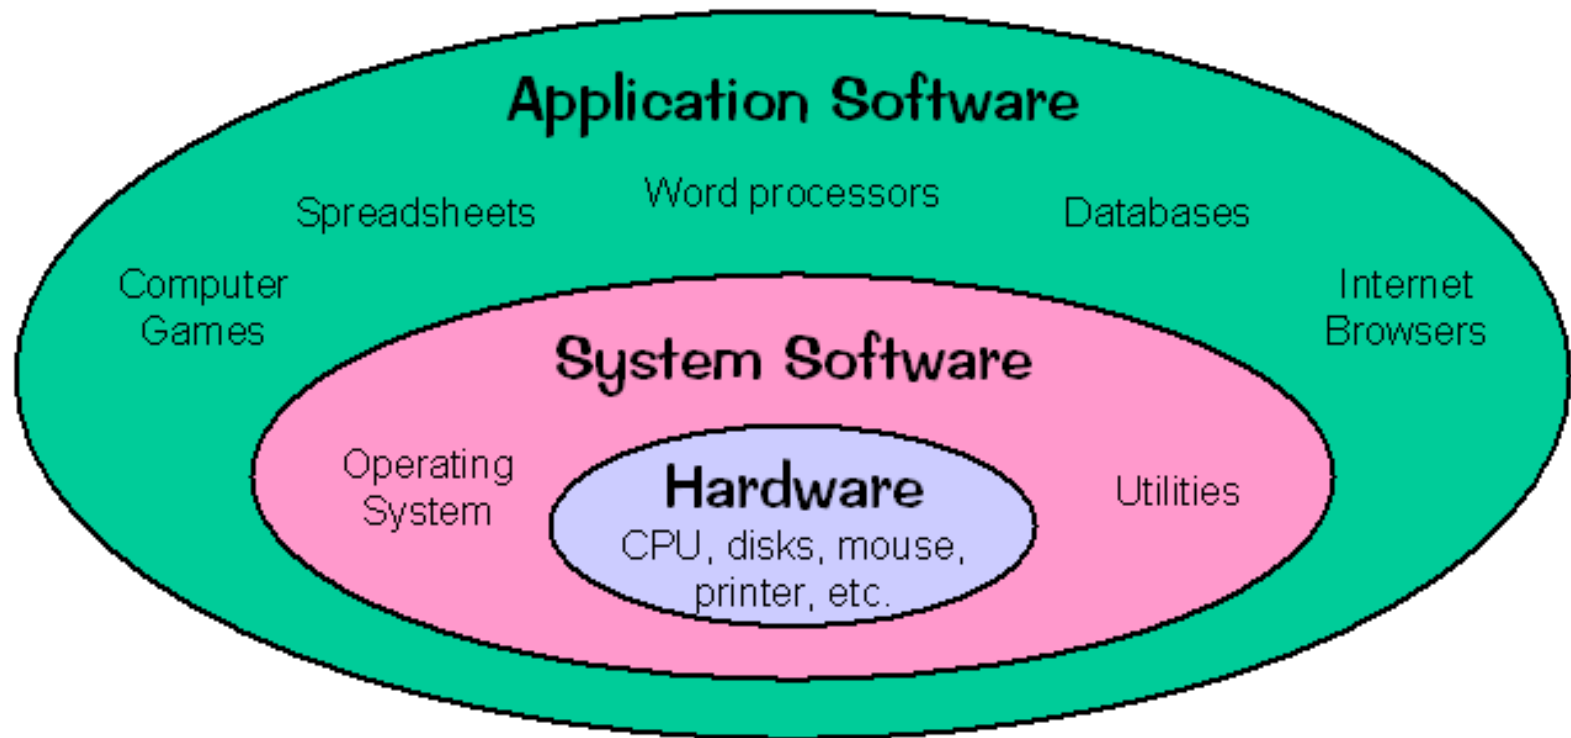 Application Software
Spreadsheets
Word processors
Databases
Computer
Games
Internet
Browsers
System Software
Operating
System
Hardware
CPU, disks, mouse,
printer, etc.
Utilities